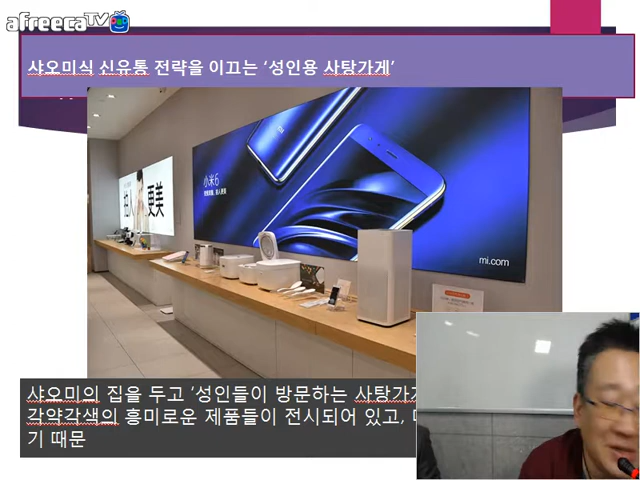 afreecaTV
샤오미식 신유통 전략을 이끄는 ‘성인용 사탕가게’
小米6
更美
mi.com
샤오미의 집을 두고 ‘성인들이 방문하는 사탕가
각약각색의 흥미로운 제품들이 전시되어 있고,
기 때문